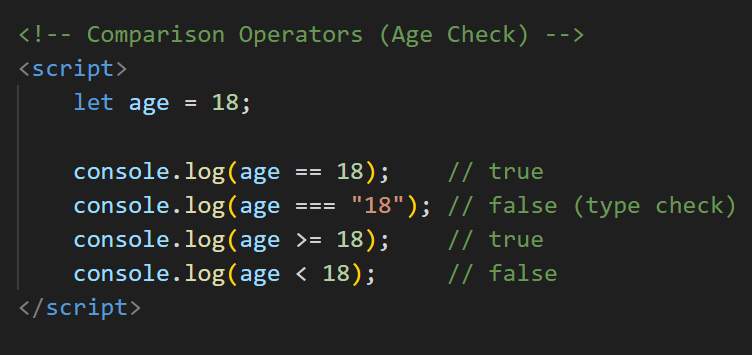 <!-- Comparison Operators (Age Check) -->
<script>
    let age = 18;

    console.log(age == 18);    // true
    console.log(age === "18"); // false (type check)
    console.log(age >= 18);    // true
    console.log(age < 18);     // false
</script>